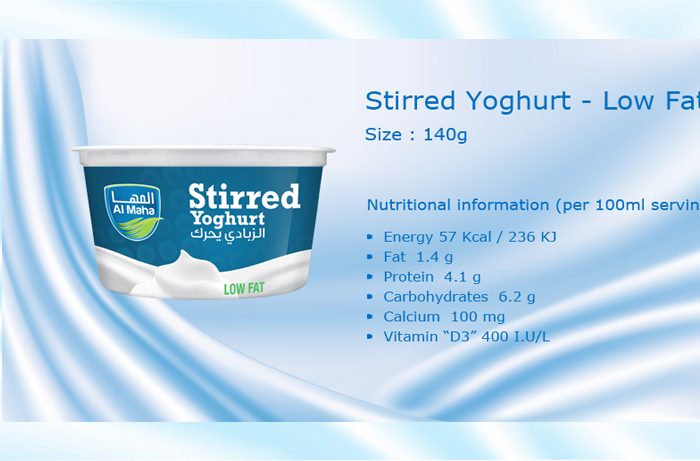 Stirred Yoghurt - Low Fat
Size : 140g
المها
Al Maha
Stirred
Yoghurt
الزبادي يحرك
LOW FAT
Nutritional information (per 100ml servin
Energy 57 Kcal / 236 KJ
Fat 1.4 g
Protein 4.1 g
Carbohydrates 6.2 g
Calcium 100 mg
Vitamin “D3” 400 I.U/L